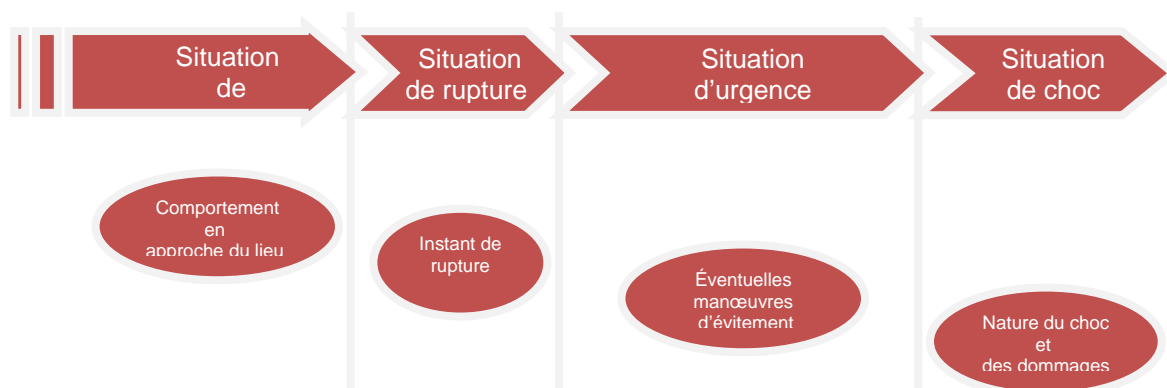 Situation
de
Situation
de rupture
Situation
d'urgence
Situation
de choc
Comportement
en
approche du lieu
Instant de
rupture
Éventuelles
manœuvres
d'évitement
Nature du choc
et
des dommages